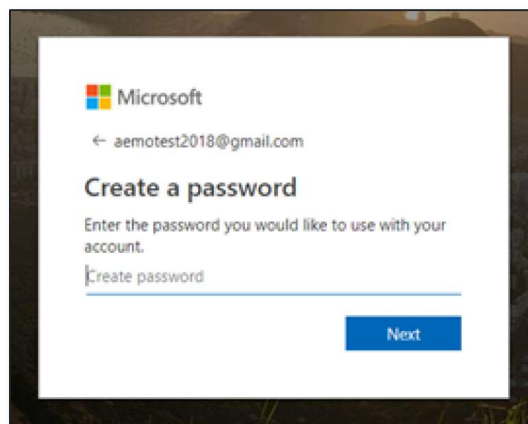 Microsoft
← aemotest2018@gmail.com
Create a password
Enter the password you would like to use with your
account.
Create password
Next